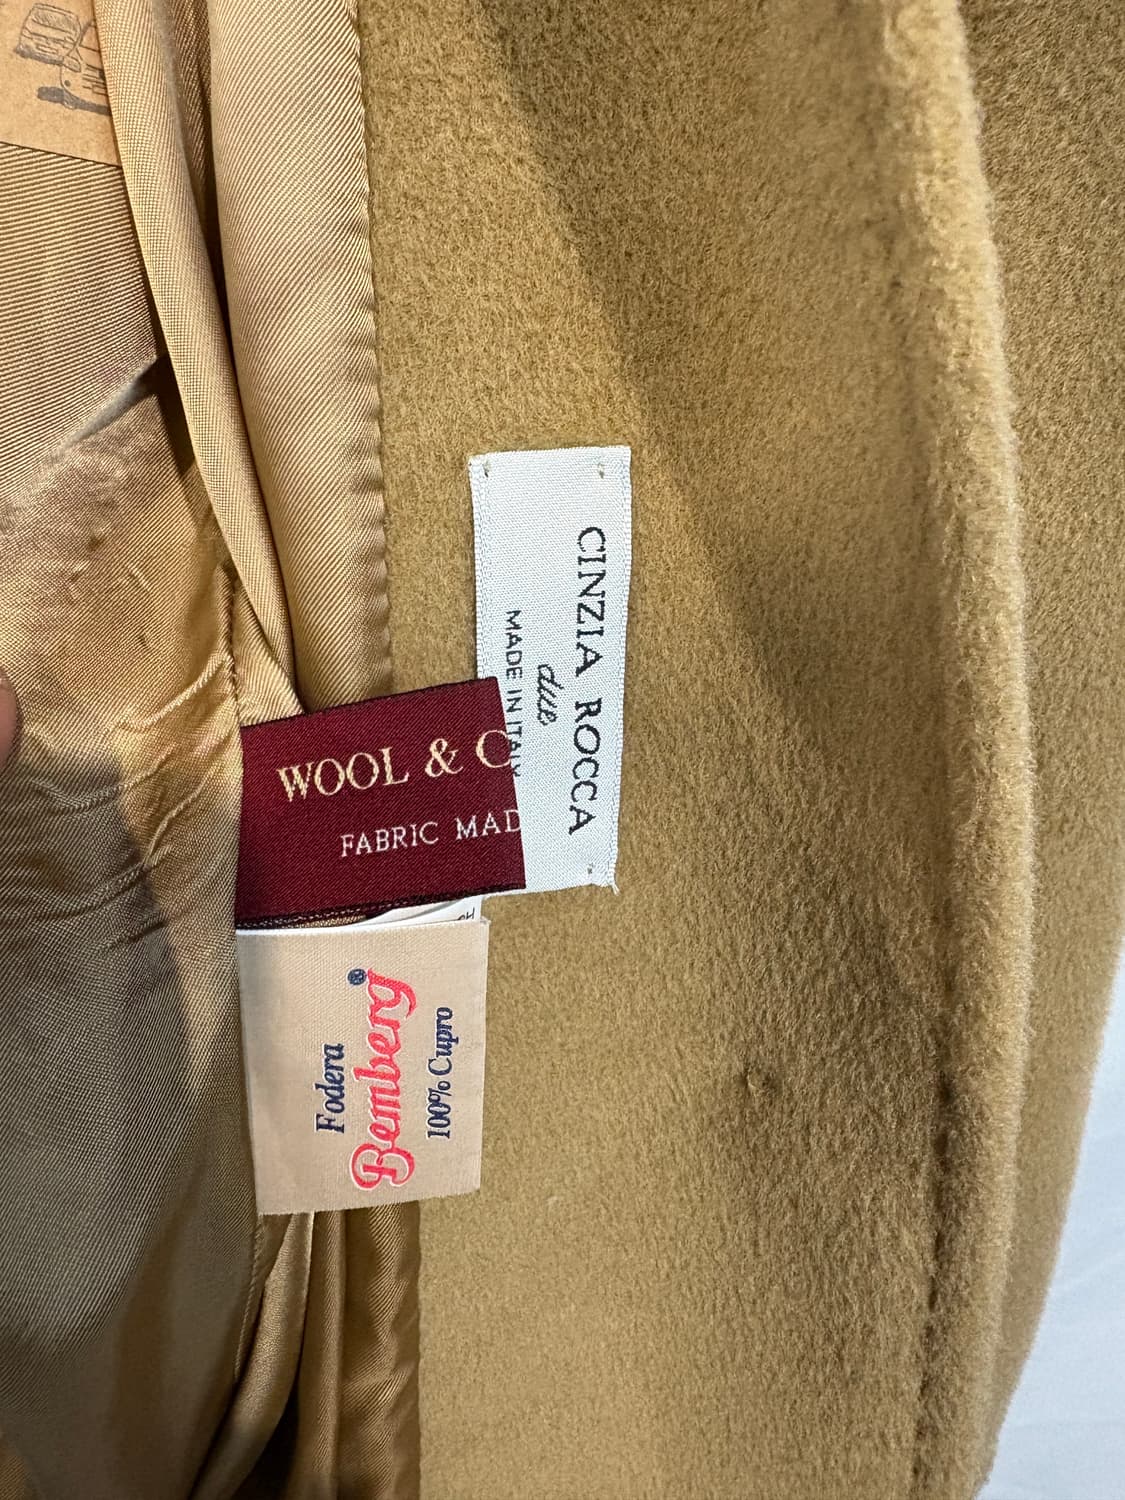 CINZIA ROCCA
due
MADE IN ITALY
WOOL & C
FABRIC MAD
Fodera
Bemberg®
100% Cupro